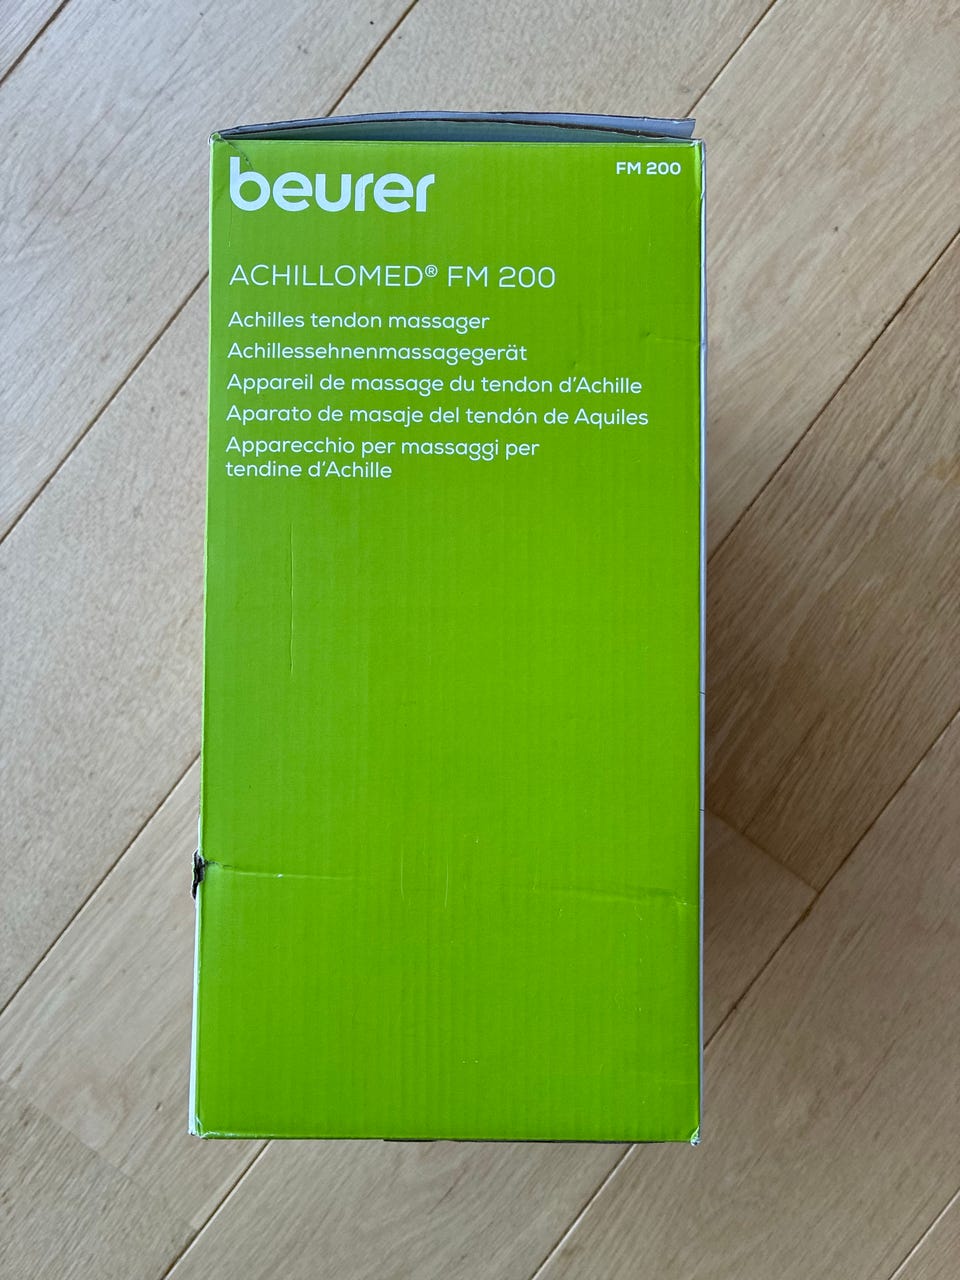 beurer
FM 200
ACHILLOMED® FM 200
Achilles tendon massager
Achillessehnenmassagegerät
Appareil de massage du tendon d'Achille
Aparato de masaje del tendón de Aquiles
Apparecchio per massaggi per
tendine d'Achille